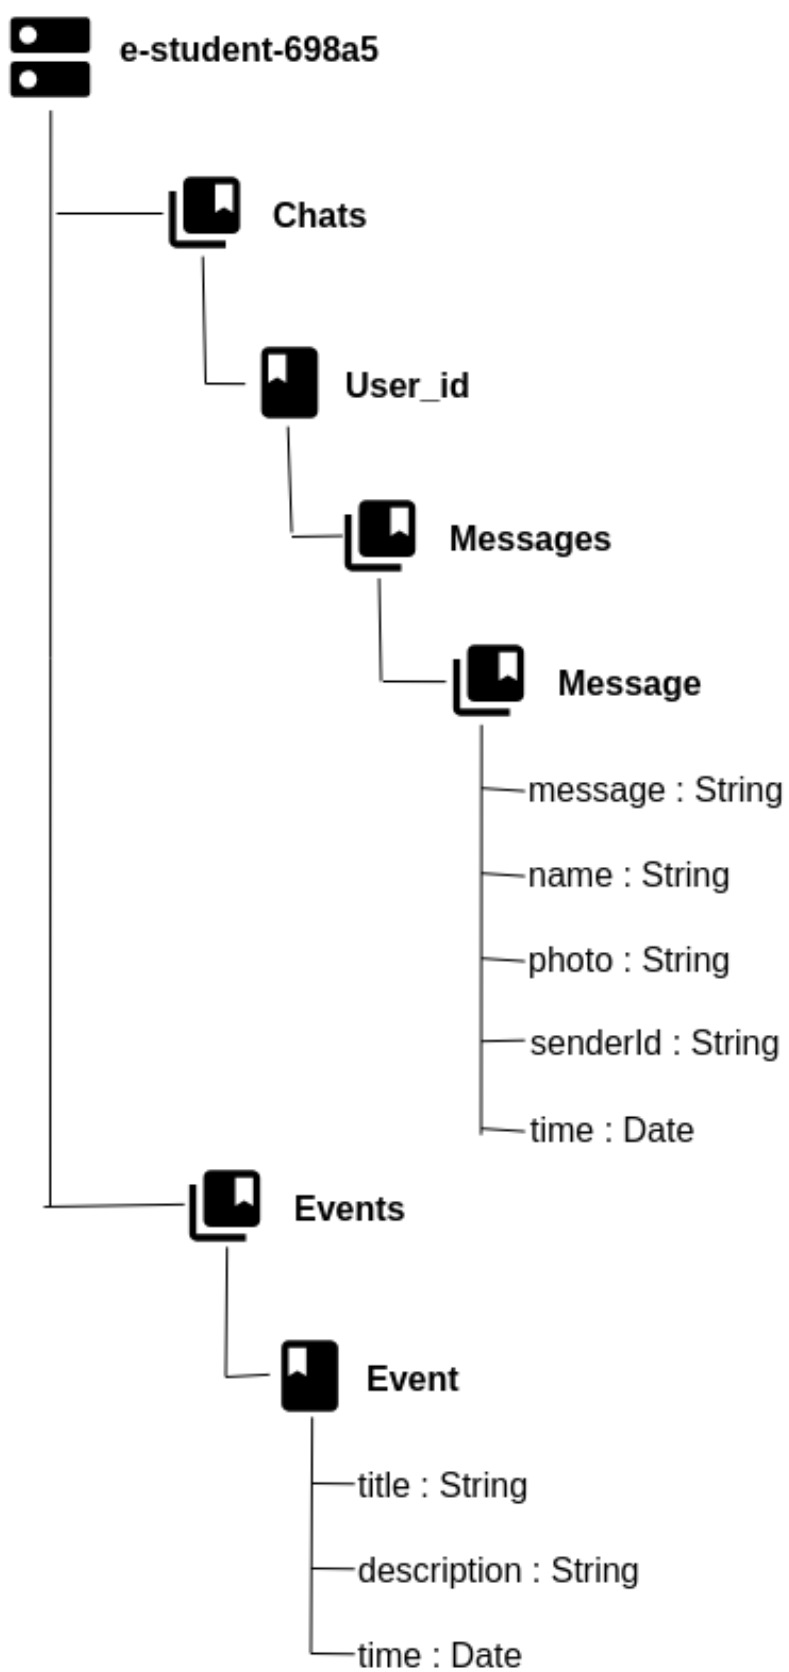 e-student-698a5
Chats
User_id
Messages
Message
message : String
name : String
photo : String
senderId : String
time : Date
Events
Event
title : String
description : String
time : Date